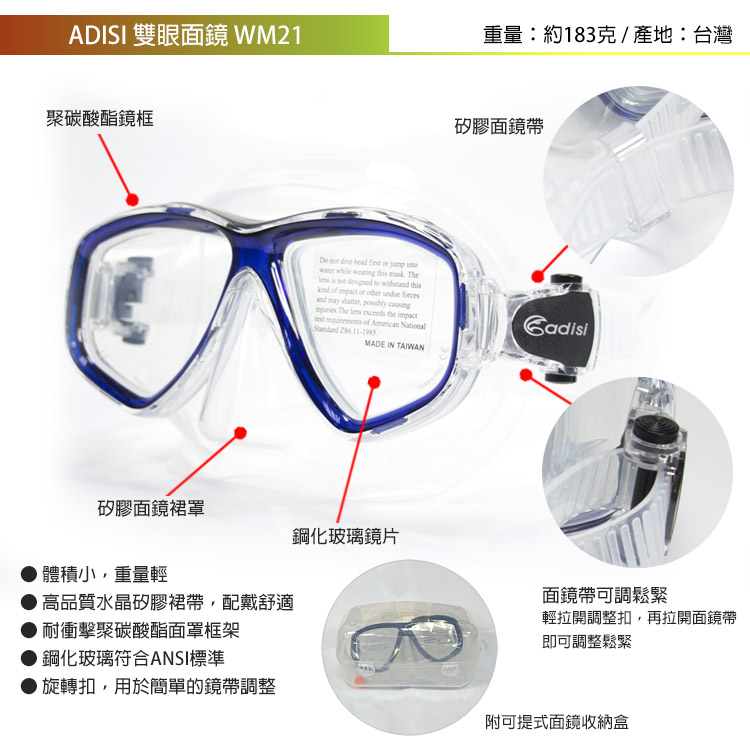 ADISI 雙眼面鏡 WM21
重量：約183克 / 產地：台灣
聚碳酸酯鏡框
矽膠面鏡帶
Do not dive head first or jump into
water while wearing this mask. The
lens is not designed to withstand this
kind of impact or other undue forces
and may shatter, possibly causing
injuries. The lens exceeds the impact
test requirements of American National
Standard Z86.11-1985
MADE IN TAIWAN
adisi
矽膠面鏡裙罩
鋼化玻璃鏡片
● 體積小，重量輕
● 高品質水晶矽膠裙帶，配戴舒適
● 耐衝擊聚碳酸酯面罩框架
● 鋼化玻璃符合ANSI標準
● 旋轉扣，用於簡單的鏡帶調整
面鏡帶可調鬆緊
輕拉開調整扣，再拉開面鏡帶
即可調整鬆緊
附可提式面鏡收納盒